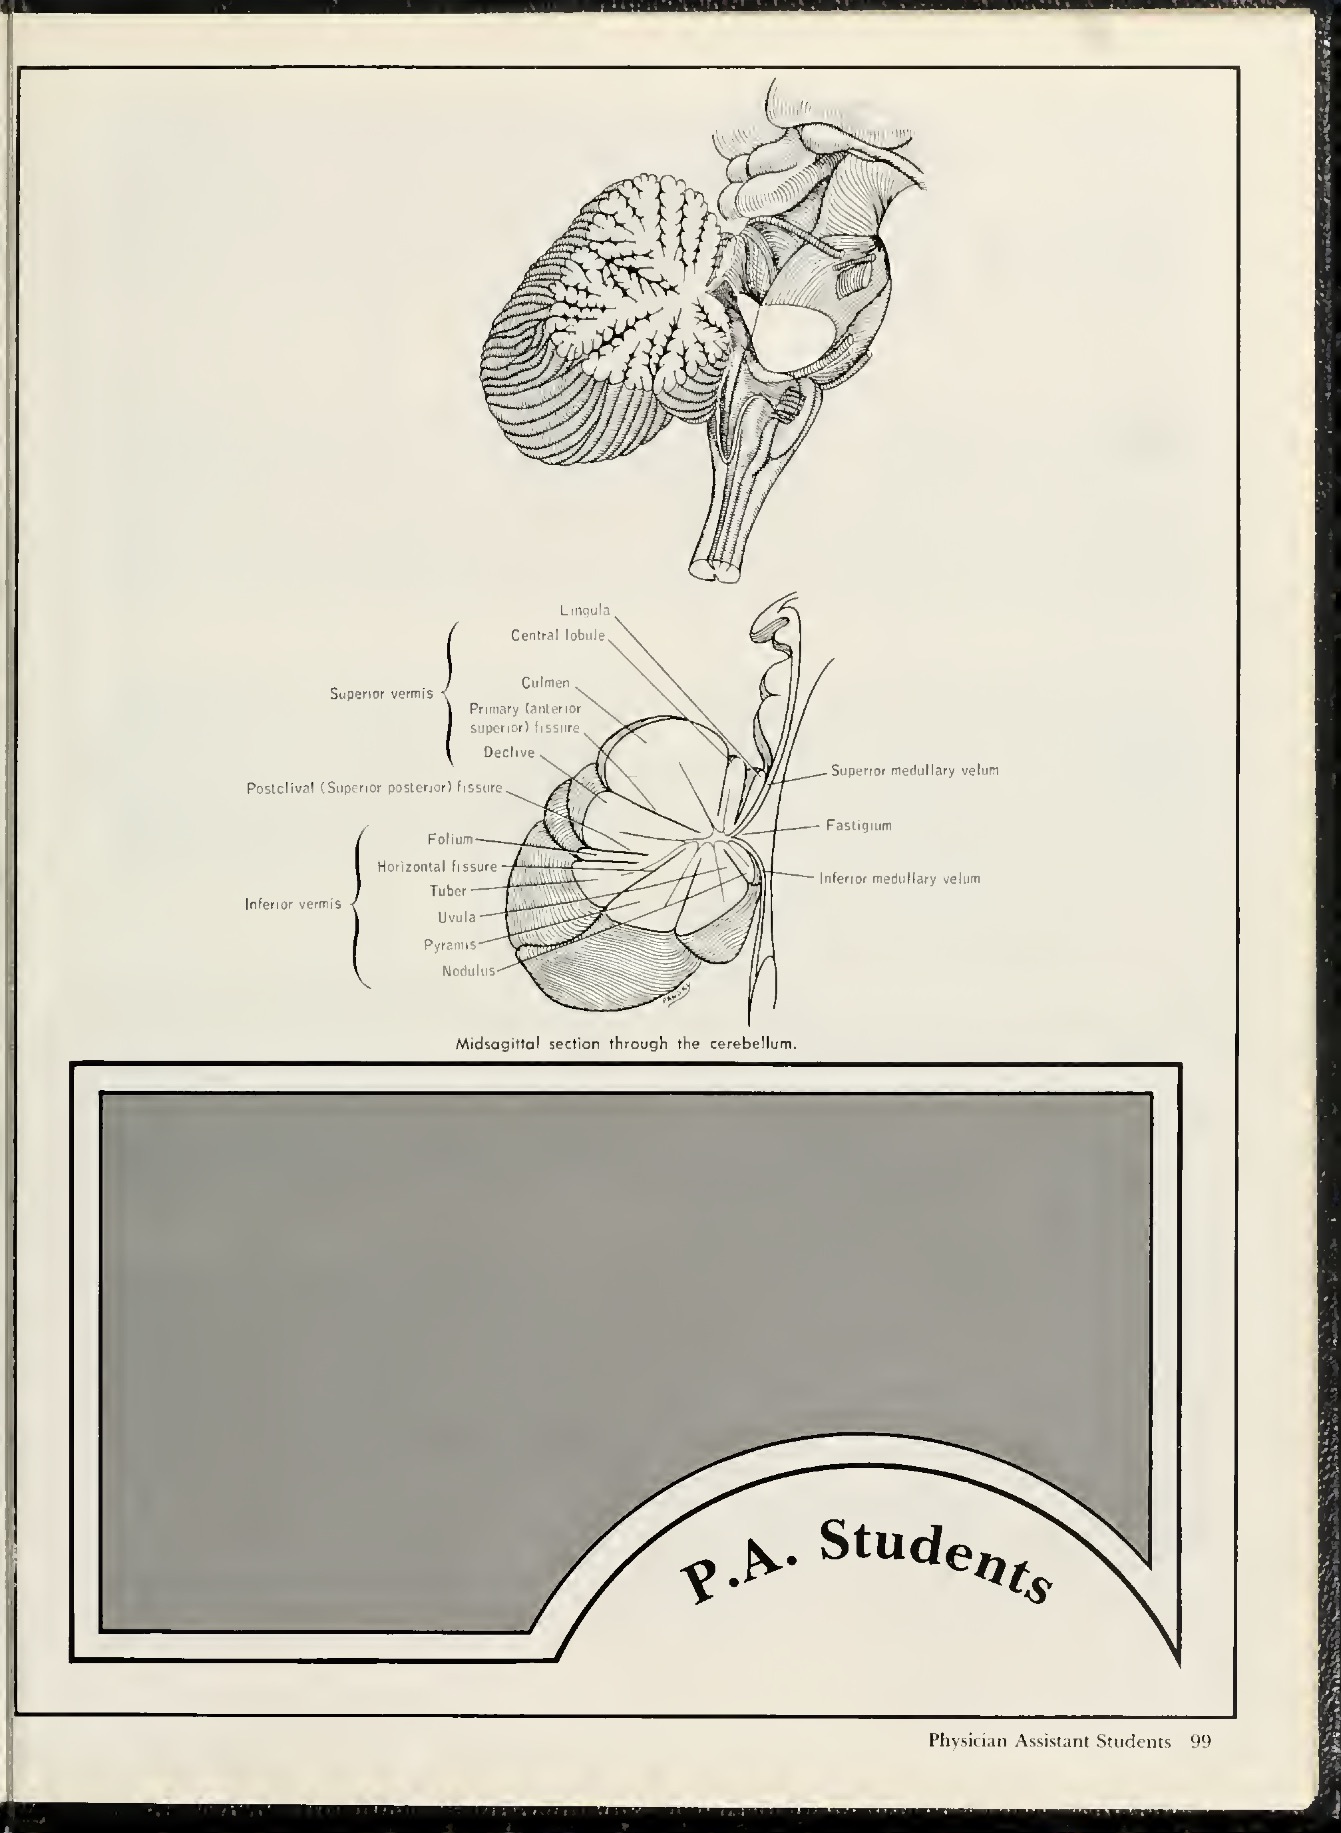 Lingula
Central lobule
Superior vermis
Culmen
Primary (anterior
superior) fissure
Declive
Postclival (Superior posterior) fissure
Superior medullary velum
Fastigium
Inferior medullary velum
Inferior vermis
Folium
Horizontal fissure
Tuber
Uvula
Pyramis
Nodulus
Midsagittal section through the cerebellum.
P.A. Students
Physician Assistant Students 99